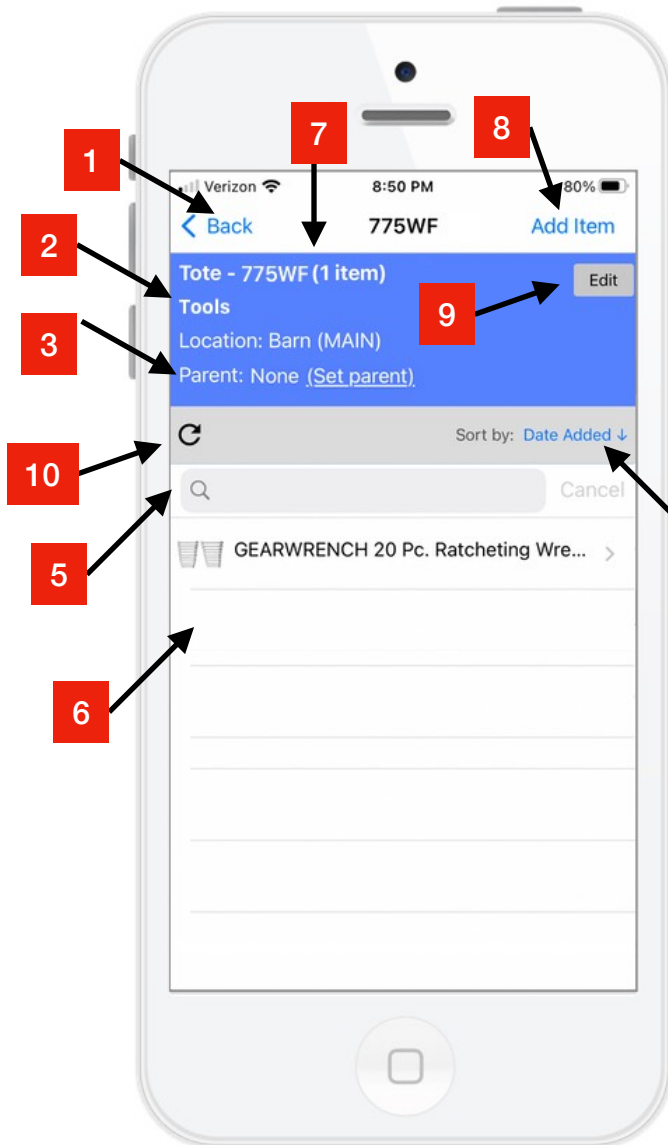 7
8
1
Verizon 8:50 PM 80%
Back 775WF Add Item
2
Tote - 775WF (1 item)
Edit
Tools
9
3
Location: Barn (MAIN)
Parent: None (Set parent)
Sort by: Date Added ↓
10
Cancel
5
GEARWRENCH 20 Pc. Ratcheting Wre...
6